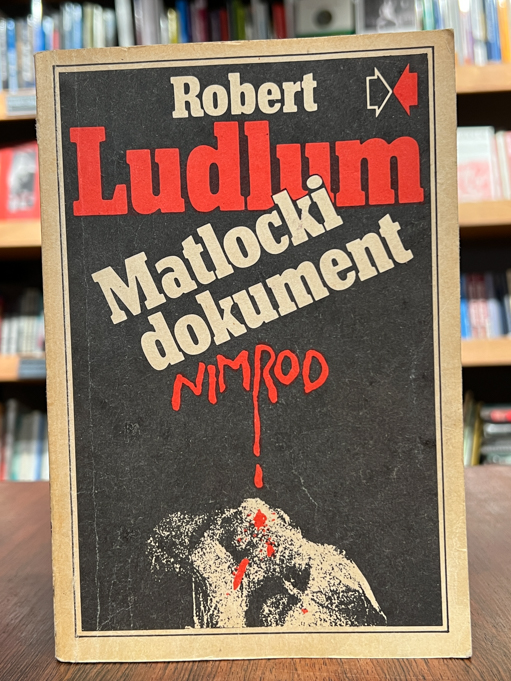 Robert
Ludlum
Matlocki
dokument
NIMROD